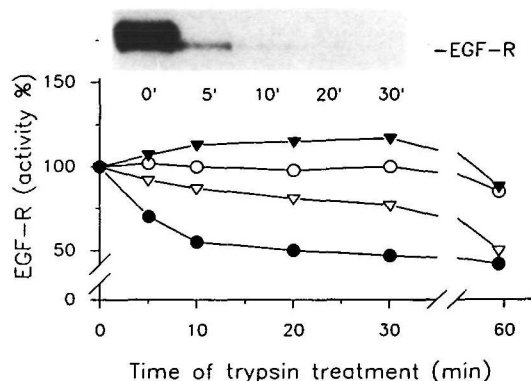 -EGF-R
0' 5' 10' 20' 30'
150
100
50
0
EGF-R (activity %)
0 10 20 30 60
Time of trypsin treatment (min)